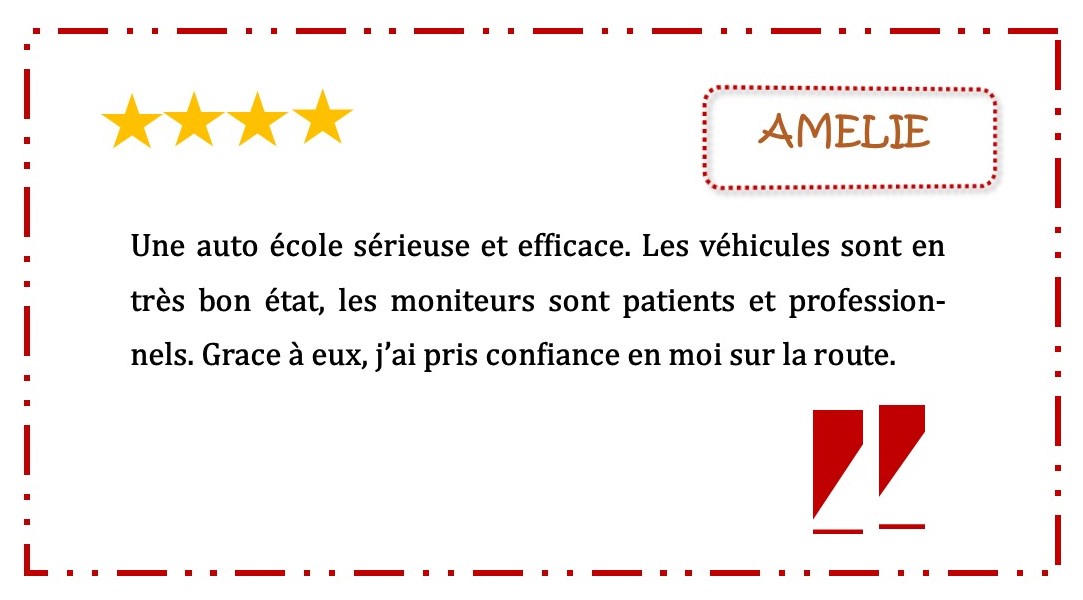 AMELIE
Une auto école sérieuse et efficace. Les véhicules sont en
très bon état, les moniteurs sont patients et profession-
nels. Grace à eux, j’ai pris confiance en moi sur la route.